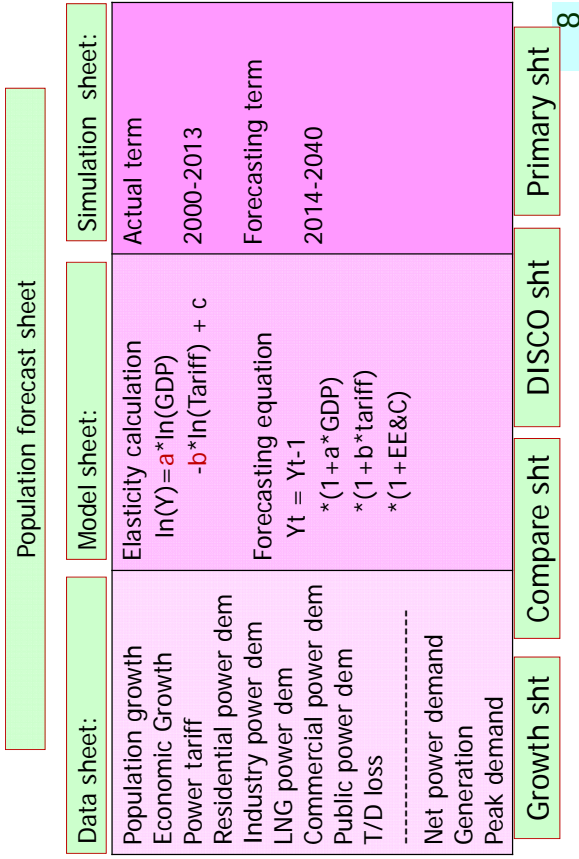 Population forecast sheet
Data sheet:
Model sheet:
Simulation sheet:
Population growth
Economic Growth
Power tariff
Residential power dem
Industry power dem
LNG power dem
Commercial power dem
Public power dem
T/D loss
--------------------------
Net power demand
Generation
Peak demand
Elasticity calculation
ln(Y)=a*ln(GDP)
-b*ln(Tariff) + c
Forecasting equation
Yt = Yt-1
*(1+a*GDP)
*(1+b*tariff)
*(1+EE&C)
Actual term
2000-2013
Forecasting term
2014-2040
Growth sht
Compare sht
DISCO sht
Primary sht
8